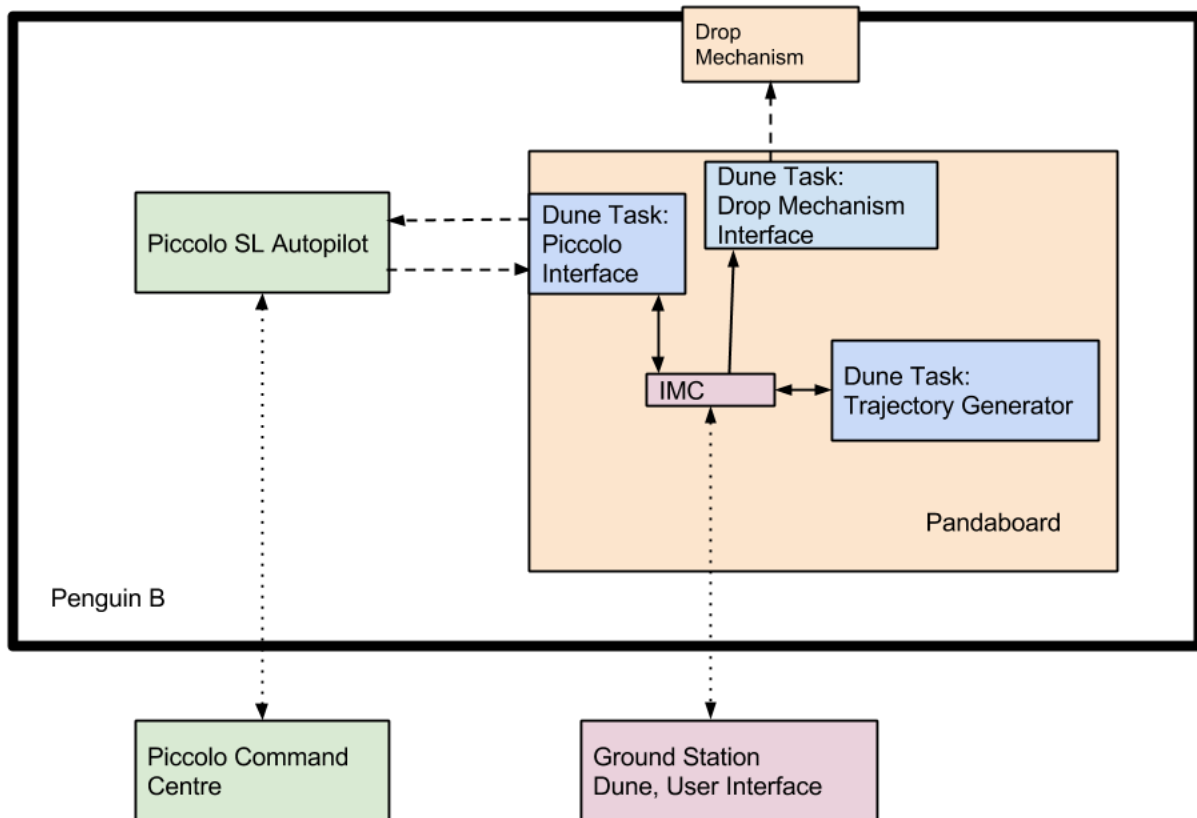 Drop
Mechanism
Dune Task:
Drop Mechanism
Interface
Dune Task:
Piccolo
Interface
Piccolo SL Autopilot
IMC
Dune Task:
Trajectory Generator
Pandaboard
Penguin B
Piccolo Command
Centre
Ground Station
Dune, User Interface